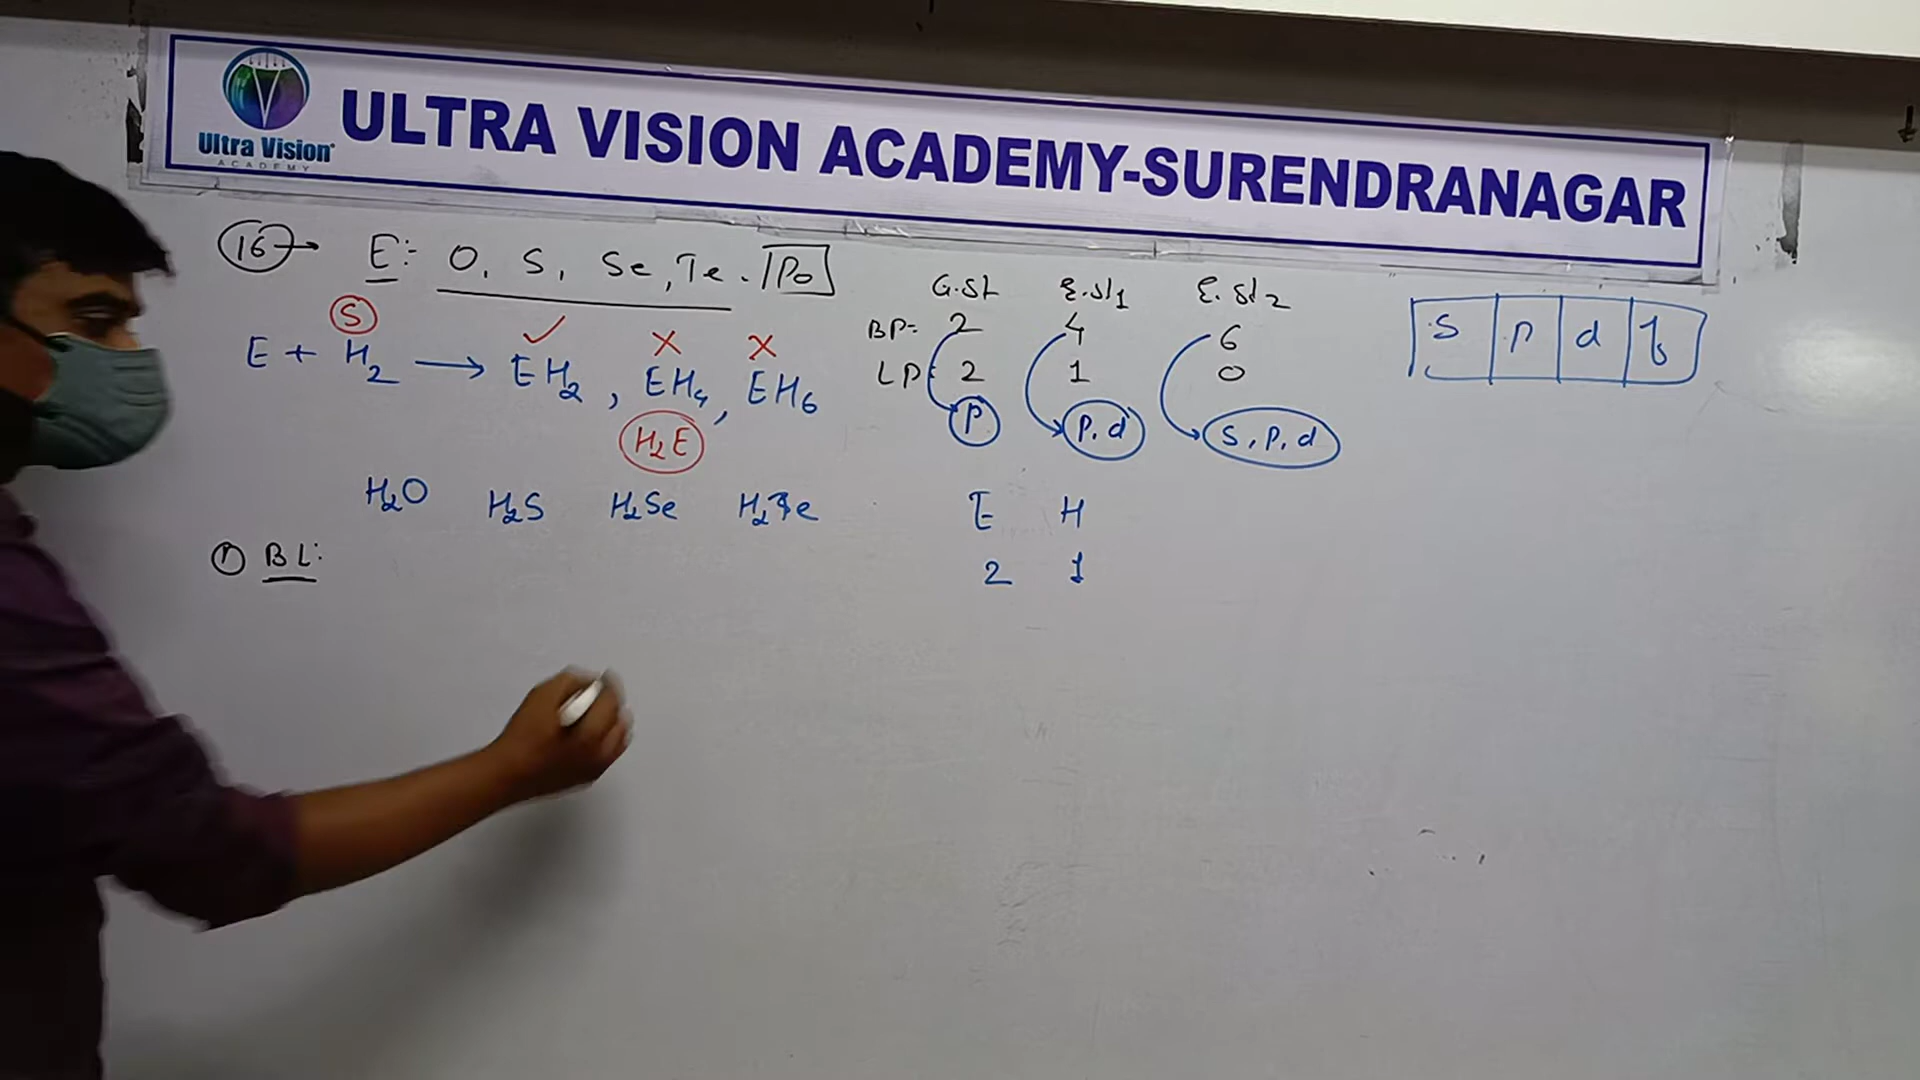 Ultra Vision
ACADEMY
ULTRA VISION ACADEMY-SURENDRANAGAR
16 → E:- O, S, Se, Te. Po
G.St E.St1 E.St2
BP= 2 4 6
LP= 2 1 0
P P, d S, P, d
S P d f
S
E + H2 → EH2, EH4, EH6
✓ X X
H2E
H2O H2S H2Se H2Te
E H
2 1
① BL: